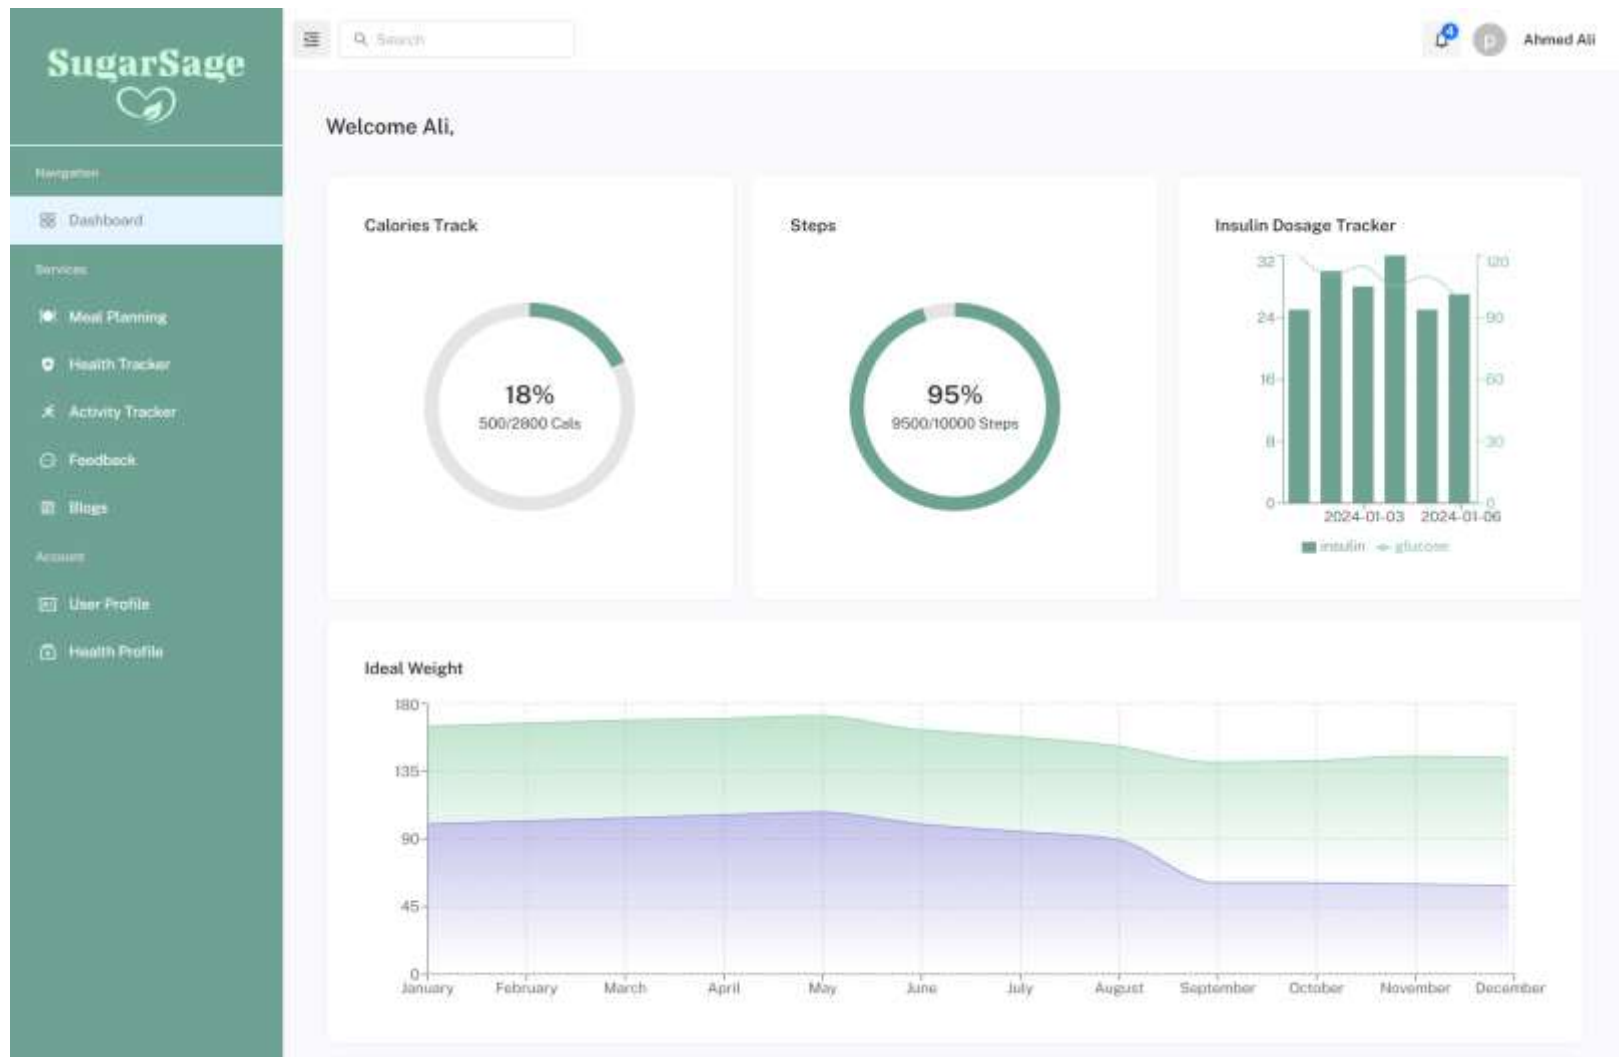 SugarSage
Navigation
Dashboard
Services
Meal Planning
Health Tracker
Activity Tracker
Feedback
Blogs
Account
User Profile
Health Profile
Search
4
p
Ahmed Ali
Welcome Ali,
Calories Track
18%
500/2800 Cals
Steps
95%
9500/10000 Steps
Insulin Dosage Tracker
32
24
16
8
0
120
90
60
30
0
2024-01-03 2024-01-06
insulin glucose
Ideal Weight
180
135
90
45
0
January February March April May June July August September October November December